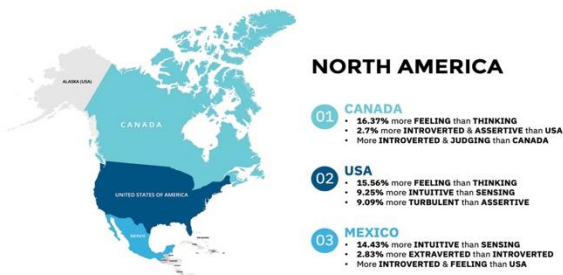 NORTH AMERICA
ALASKA (USA)
CANADA
UNITED STATES OF AMERICA
MEXICO
01
CANADA
• 16.37% more FEELING than THINKING
• 2.7% more INTROVERTED & ASSERTIVE than USA
• More INTROVERTED & JUDGING than CANADA
02
USA
• 15.56% more FEELING than THINKING
• 9.25% more INTUITIVE than SENSING
• 9.09% more TURBULENT than ASSERTIVE
03
MEXICO
• 14.43% more INTUITIVE than SENSING
• 2.83% more EXTRAVERTED than INTROVERTED
• More INTROVERTED & FEELING than USA